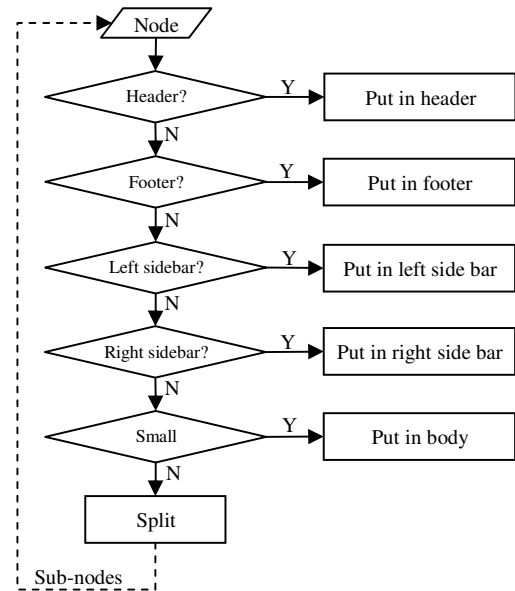 Node
Header?
Y
Put in header
N
Footer?
Y
Put in footer
N
Left sidebar?
Y
Put in left side bar
N
Right sidebar?
Y
Put in right side bar
N
Small
Y
Put in body
N
Split
Sub-nodes